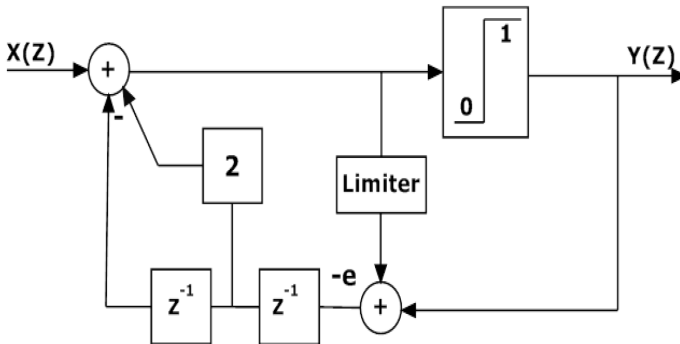 X(Z)
+
1
0
Y(Z)
-
2
Limiter
-e
z⁻¹
z⁻¹
+